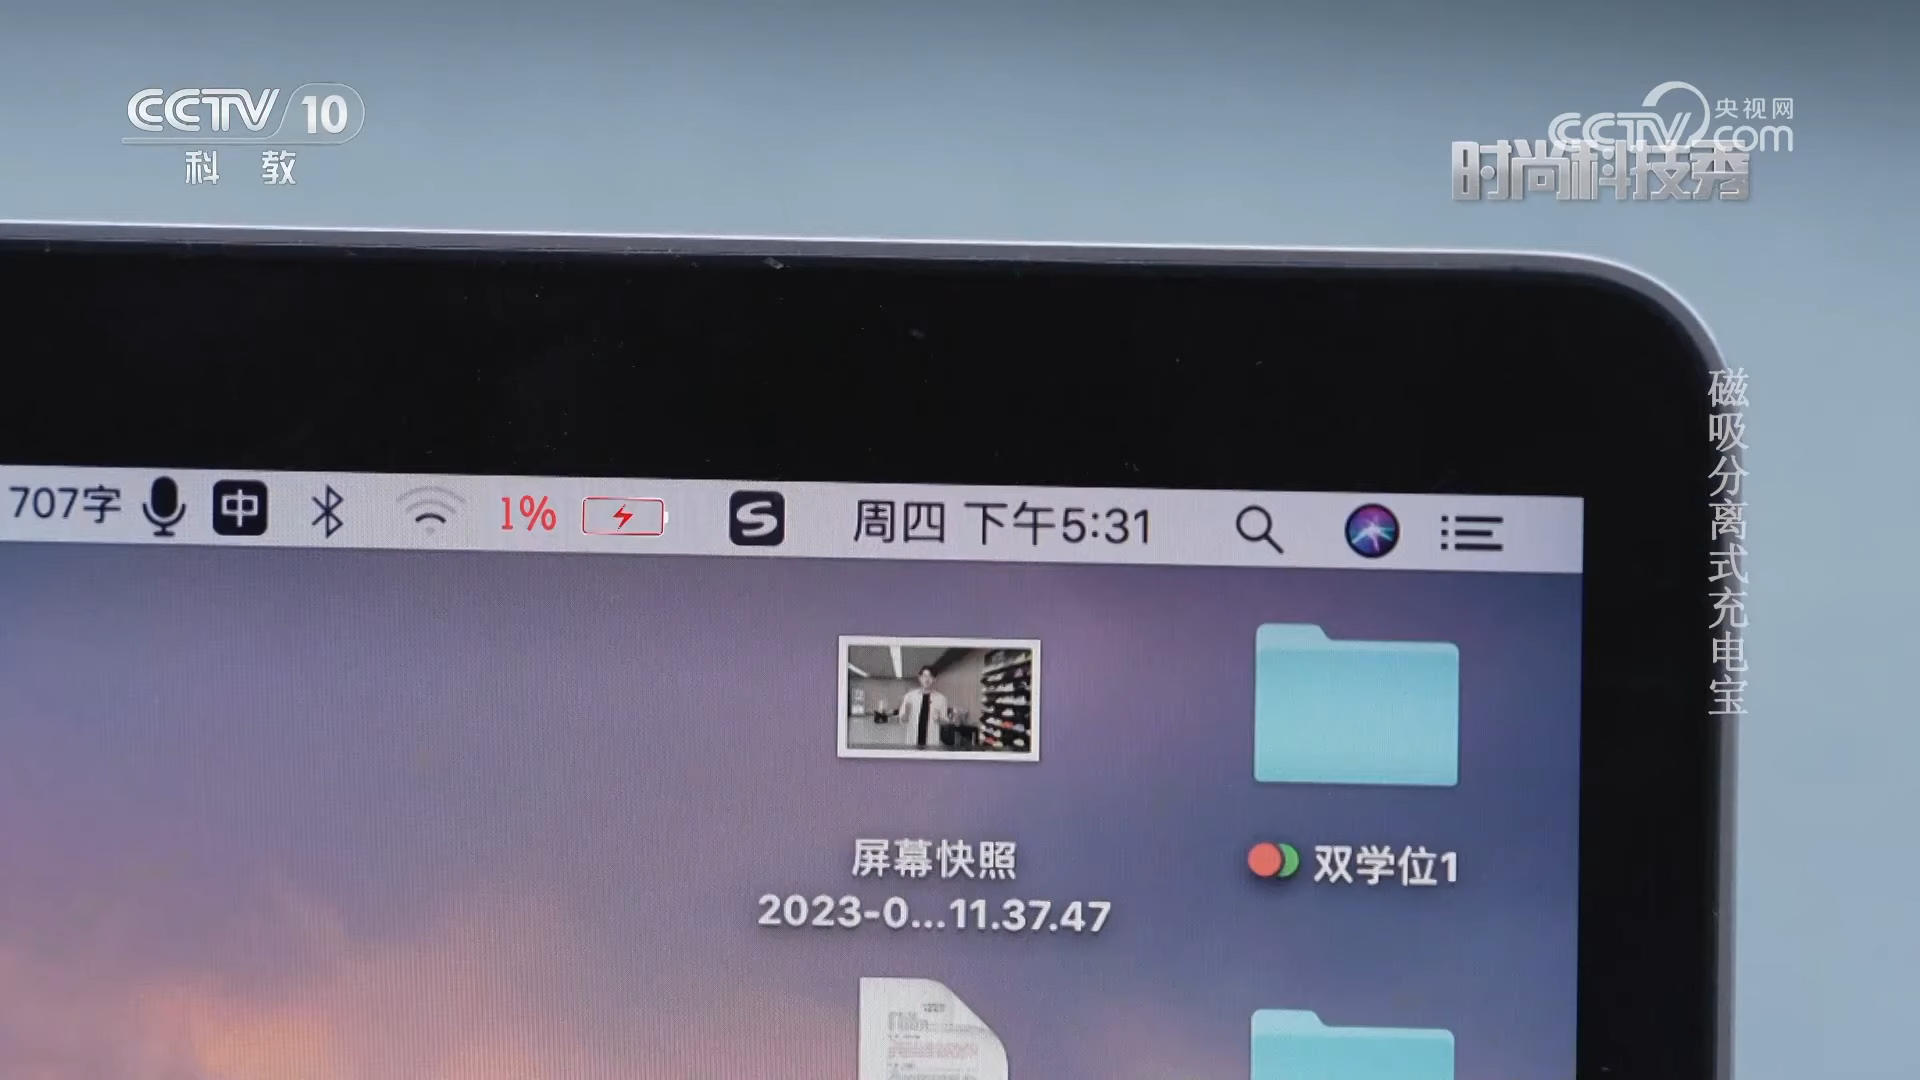 CCTV 10
科 教
央视网
CCTV com
时尚科技秀
磁吸分离式充电宝
707字 中 1% S 周四 下午5:31
屏幕快照
2023-0...11.37.47
双学位1